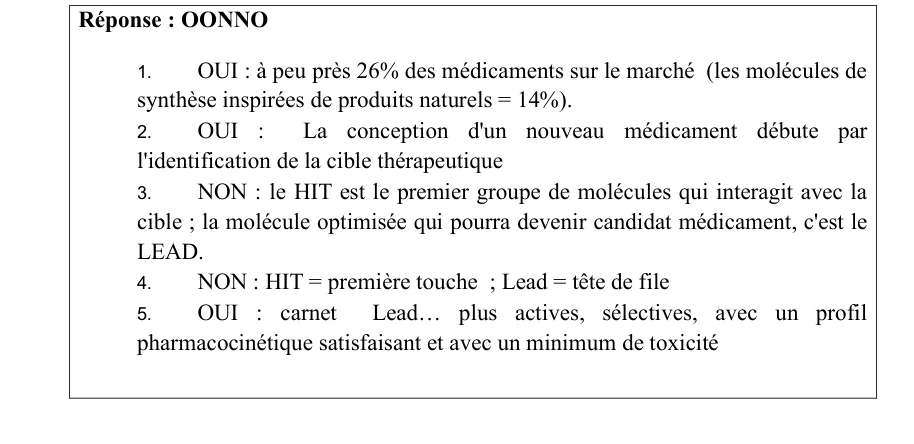 Réponse : OONNO
1. OUI : à peu près 26% des médicaments sur le marché (les molécules de
synthèse inspirées de produits naturels = 14%).
2. OUI : La conception d'un nouveau médicament débute par
l'identification de la cible thérapeutique
3. NON : le HIT est le premier groupe de molécules qui interagit avec la
cible ; la molécule optimisée qui pourra devenir candidat médicament, c'est le
LEAD.
4. NON : HIT = première touche ; Lead = tête de file
5. OUI : carnet Lead… plus actives, sélectives, avec un profil
pharmacocinétique satisfaisant et avec un minimum de toxicité